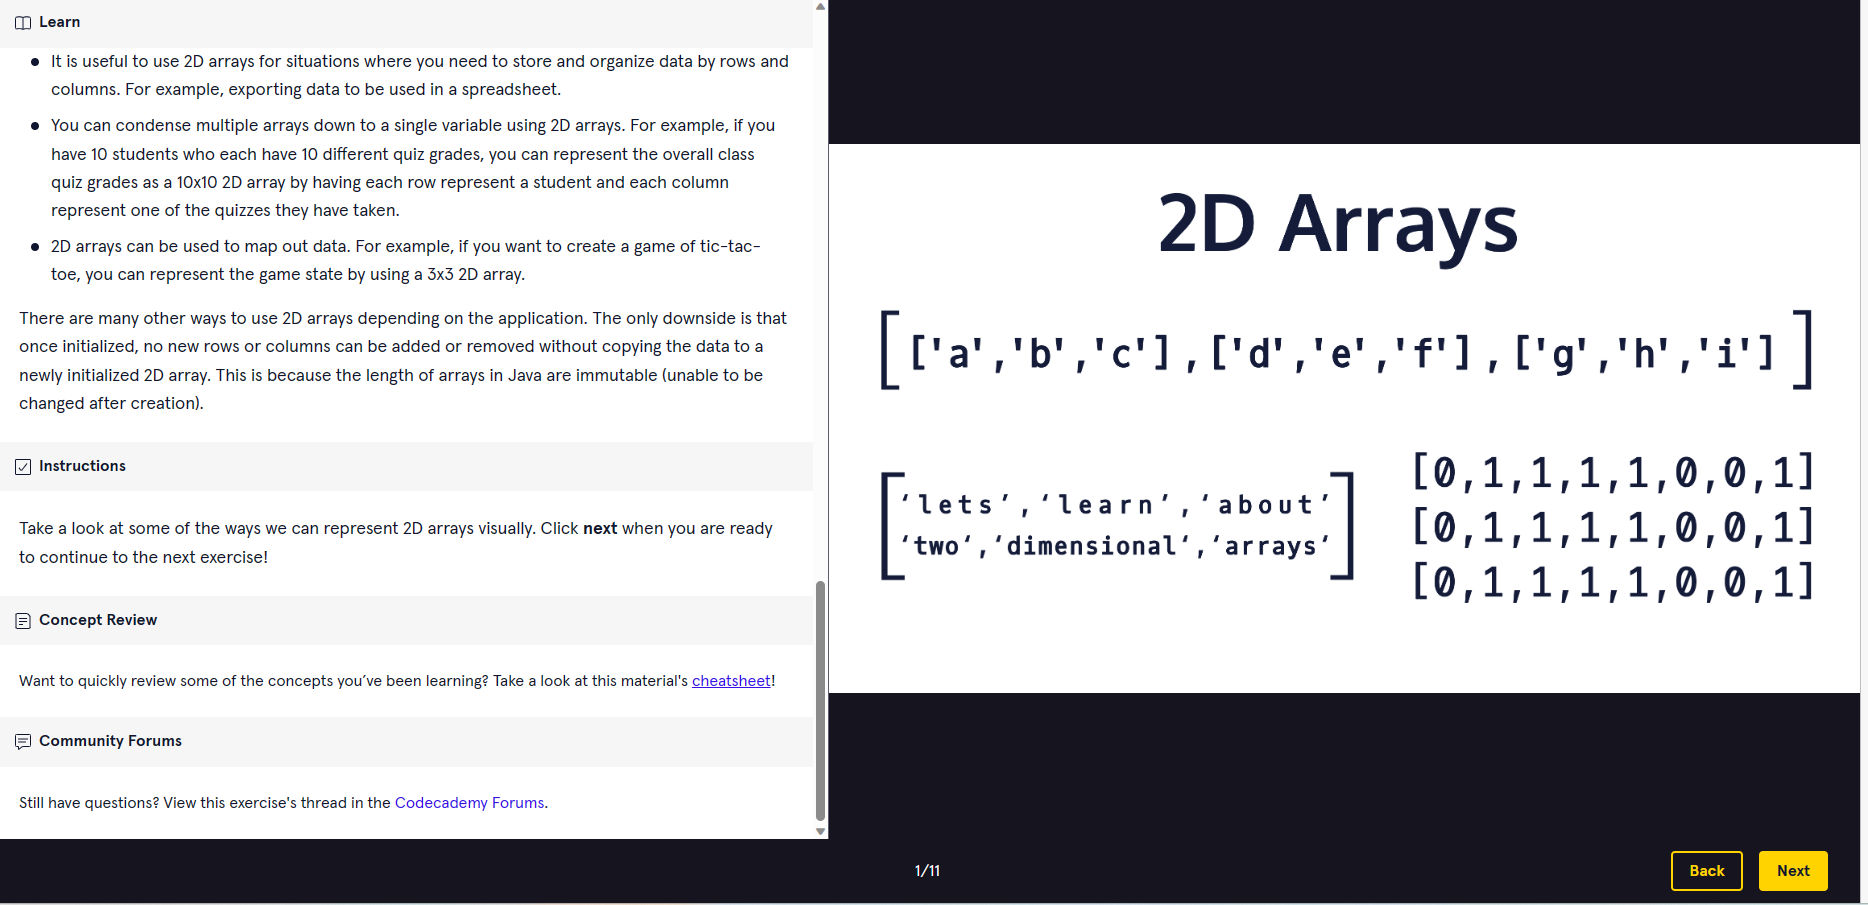 Learn
It is useful to use 2D arrays for situations where you need to store and organize data by rows and
columns. For example, exporting data to be used in a spreadsheet.
You can condense multiple arrays down to a single variable using 2D arrays. For example, if you
have 10 students who each have 10 different quiz grades, you can represent the overall class
quiz grades as a 10x10 2D array by having each row represent a student and each column
represent one of the quizzes they have taken.
2D arrays can be used to map out data. For example, if you want to create a game of tic-tac-
toe, you can represent the game state by using a 3x3 2D array.
There are many other ways to use 2D arrays depending on the application. The only downside is that
once initialized, no new rows or columns can be added or removed without copying the data to a
newly initialized 2D array. This is because the length of arrays in Java are immutable (unable to be
changed after creation).
Instructions
Take a look at some of the ways we can represent 2D arrays visually. Click next when you are ready
to continue to the next exercise!
Concept Review
Want to quickly review some of the concepts you’ve been learning? Take a look at this material's cheatsheet!
Community Forums
Still have questions? View this exercise's thread in the Codecademy Forums.
2D Arrays
[['a','b','c'],['d','e','f'],['g','h','i']]
[‘lets’,‘learn’,‘about’
‘two‘,‘dimensional‘,‘arrays‘]
[0,1,1,1,1,0,0,1]
[0,1,1,1,1,0,0,1]
[0,1,1,1,1,0,0,1]
1/11
Back
Next